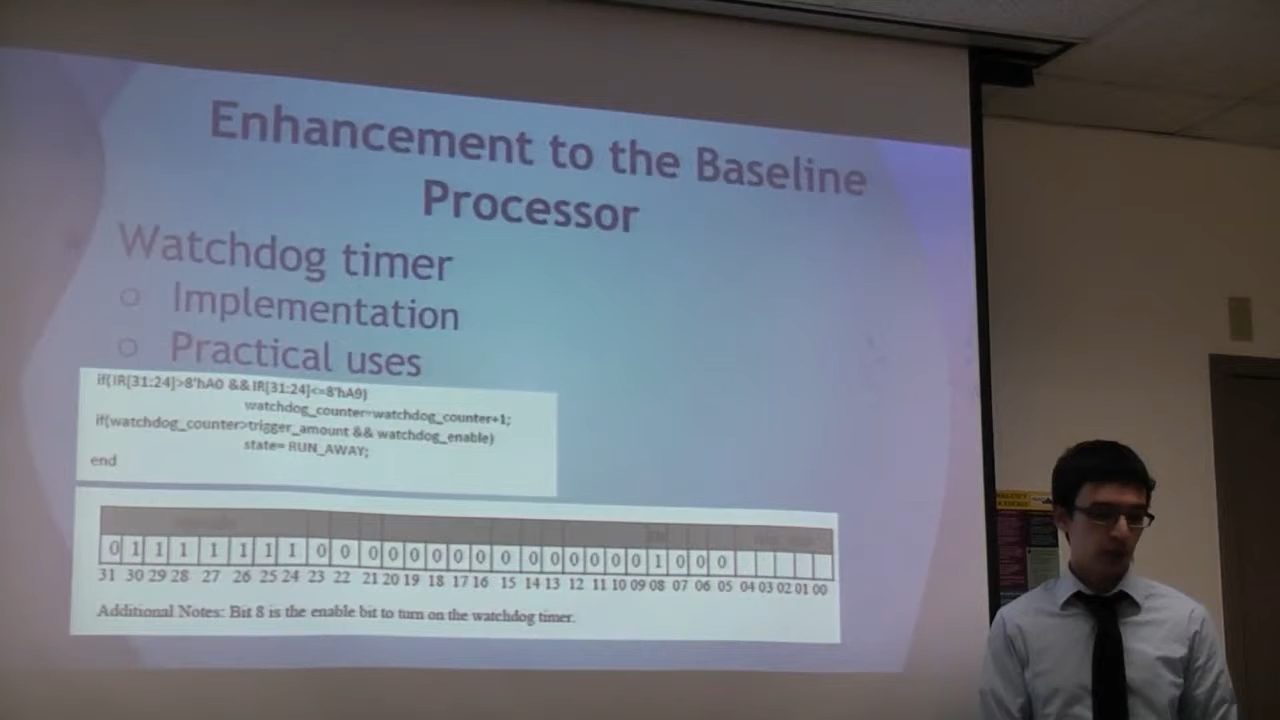 Enhancement to the Baseline
Processor
Watchdog timer
○ Implementation
○ Practical uses
if(IR[31:24]>8'hA0 && IR[31:24]<=8'hA9)
watchdog_counter=watchdog_counter+1;
if(watchdog_counter>trigger_amount && watchdog_enable)
state= RUN_AWAY;
end
0 1 1 1 1 1 1 1 0 0 0 0 0 0 0 0 0 0 0 0 0 0 0 1 0 0 0
31 30 29 28 27 26 25 24 23 22 21 20 19 18 17 16 15 14 13 12 11 10 09 08 07 06 05 04 03 02 01 00
Additional Notes: Bit 8 is the enable bit to turn on the watchdog timer.